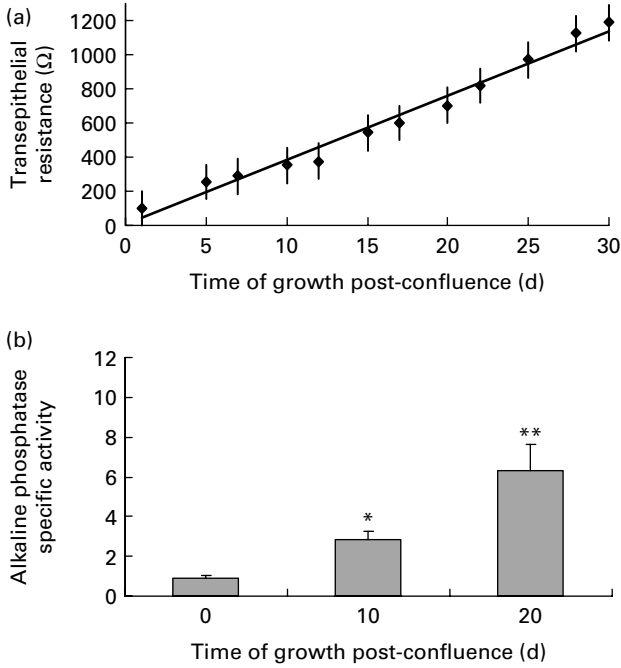 (a)
1200
1000
800
600
400
200
0
Transepithelial
resistance (Ω)
0 5 10 15 20 25 30
Time of growth post-confluence (d)
(b)
12
10
8
6
4
2
0
Alkaline phosphatase
specific activity
*
**
0 10 20
Time of growth post-confluence (d)